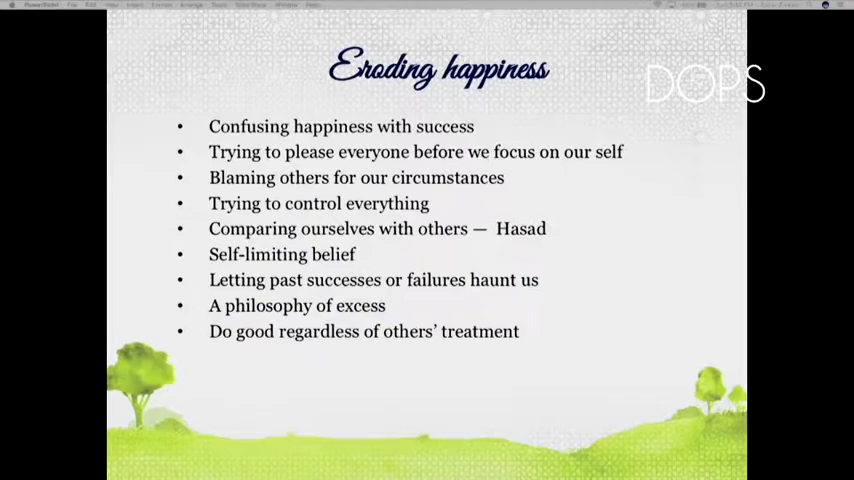 Eroding happiness
DOPS
• Confusing happiness with success
• Trying to please everyone before we focus on our self
• Blaming others for our circumstances
• Trying to control everything
• Comparing ourselves with others — Hasad
• Self-limiting belief
• Letting past successes or failures haunt us
• A philosophy of excess
• Do good regardless of others’ treatment